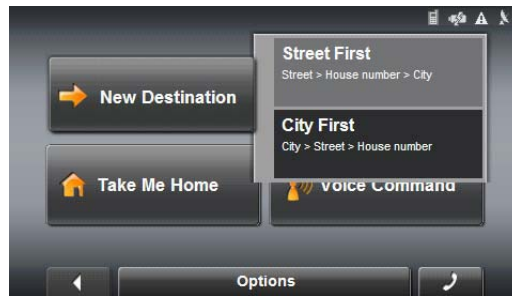 Street First
Street > House number > City
New Destination
City First
City > Street > House number
Take Me Home
Voice Command
Options